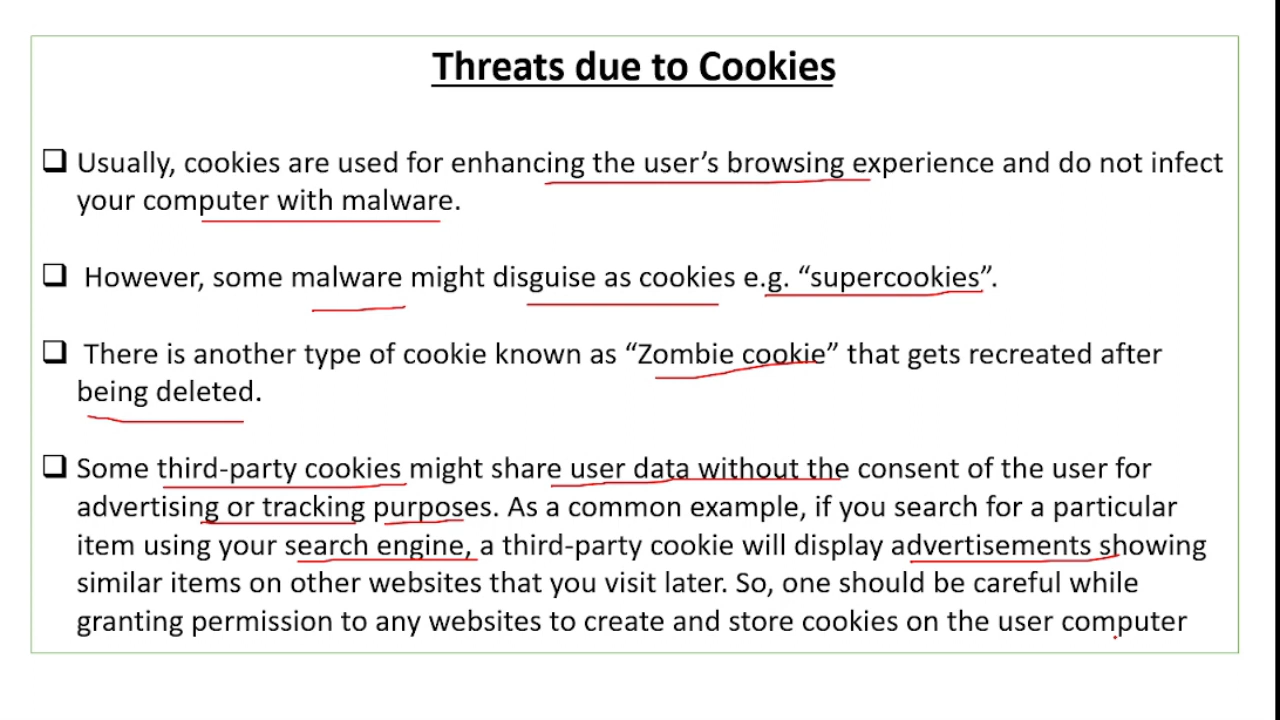 Threats due to Cookies
❑ Usually, cookies are used for enhancing the user’s browsing experience and do not infect
your computer with malware.
❑ However, some malware might disguise as cookies e.g. “supercookies”.
❑ There is another type of cookie known as “Zombie cookie” that gets recreated after
being deleted.
❑ Some third-party cookies might share user data without the consent of the user for
advertising or tracking purposes. As a common example, if you search for a particular
item using your search engine, a third-party cookie will display advertisements showing
similar items on other websites that you visit later. So, one should be careful while
granting permission to any websites to create and store cookies on the user computer